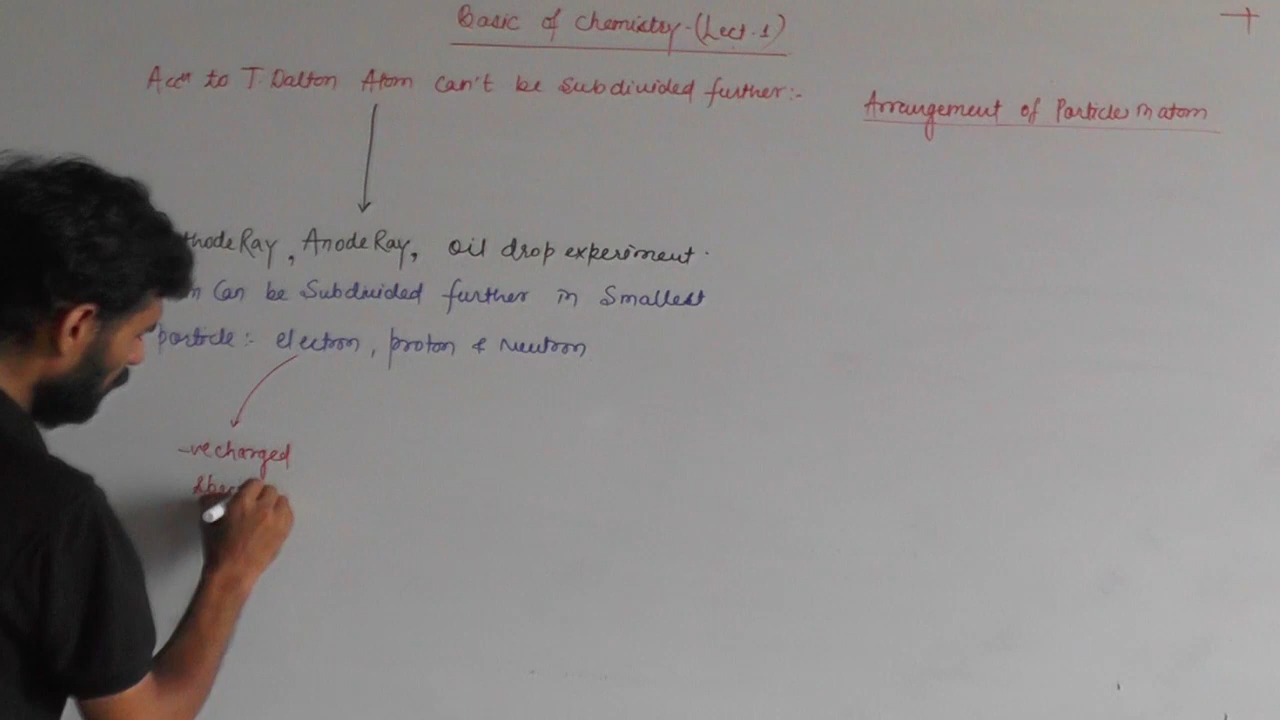 Basic of Chemistry-(Lect.1)
Accⁿ to T. Dalton Atom can't be Subdivided further:-
Arrangement of Particle in atom
thode Ray, Anode Ray, oil drop experiment.
Can be Subdivided further in Smallest
particle:- electron, proton & Neutron
-ve charged